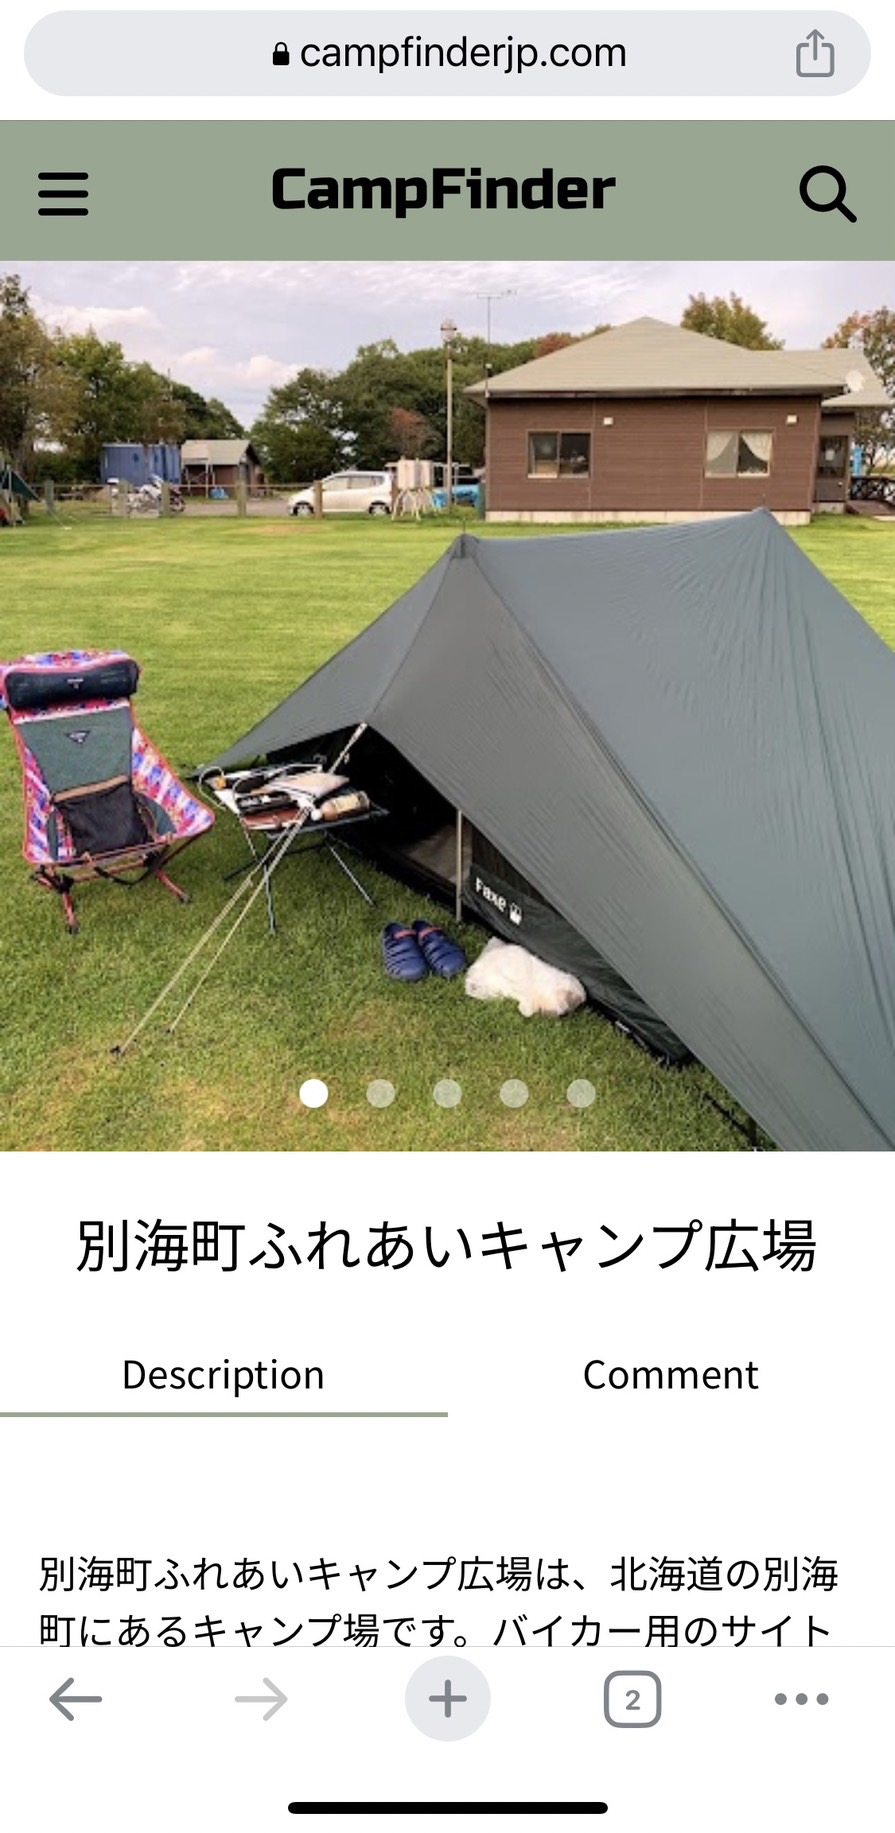 campfinderjp.com
CampFinder
Faxe
別海町ふれあいキャンプ広場
Description
Comment
別海町ふれあいキャンプ広場は、北海道の別海
町にあるキャンプ場です。バイカー用のサイト
2